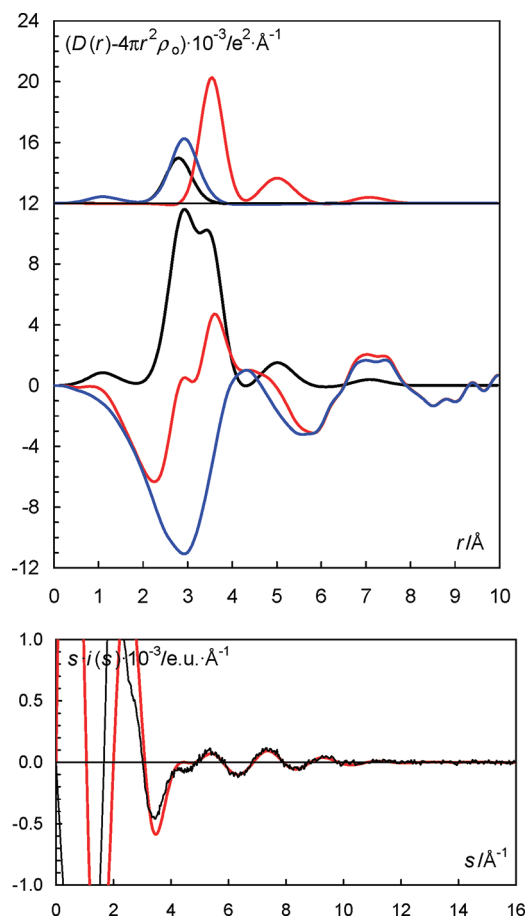 24
(D(r)-4πr²ρₒ)·10⁻³/e²·Å⁻¹
20
16
12
8
4
0
-4
-8
r/Å
-12
0 1 2 3 4 5 6 7 8 9 10
1.0
s·i(s)·10⁻³/e.u.·Å⁻¹
0.5
0.0
-0.5
s/Å⁻¹
-1.0
0 2 4 6 8 10 12 14 16